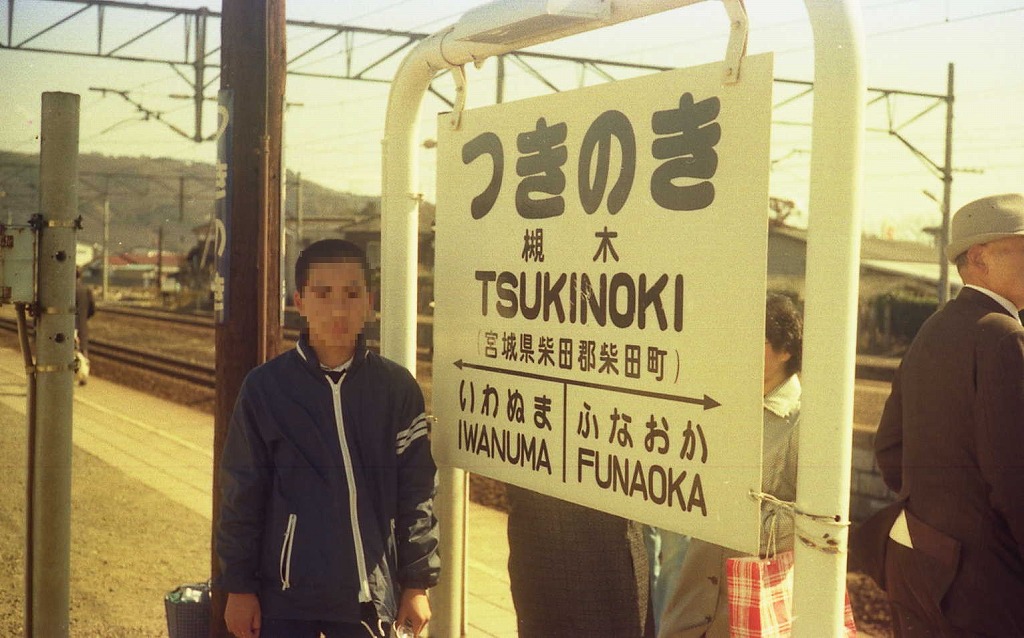 つきのき
槻木
TSUKINOKI
(宮城県柴田郡柴田町)
いわぬま ふなおか
IWANUMA FUNAOKA